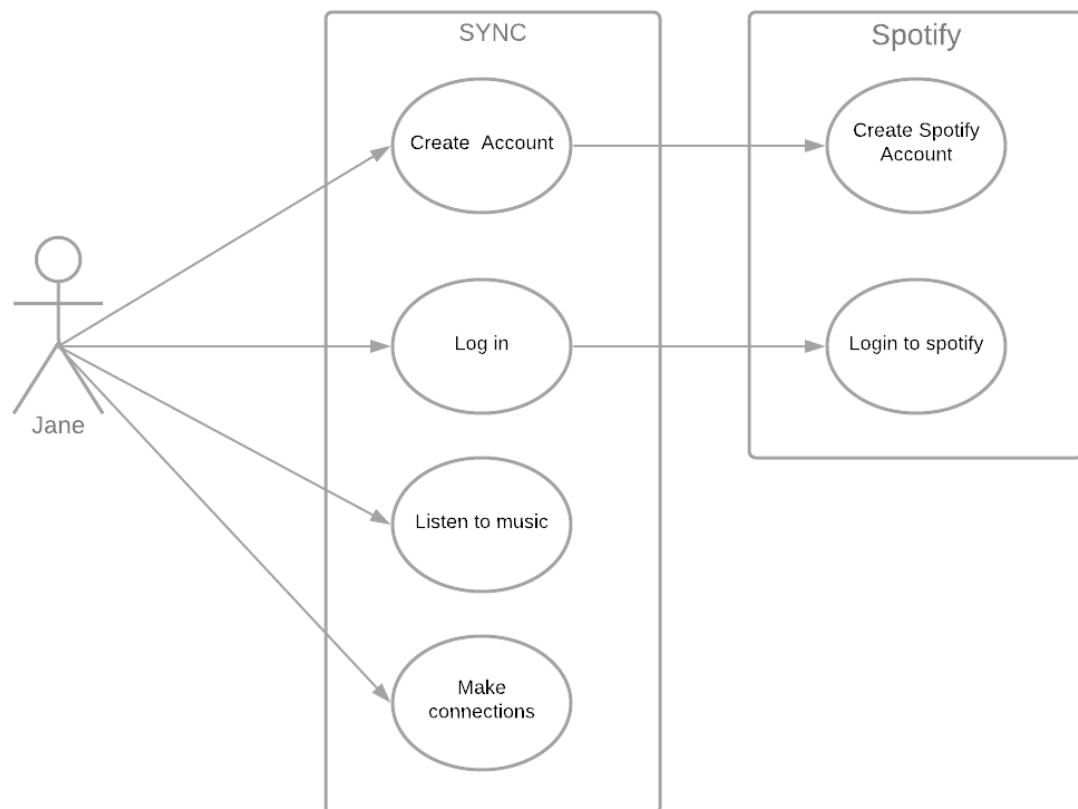 SYNC
Spotify
Create  Account
Create Spotify
Account
Log in
Login to spotify
Jane
Listen to music
Make
connections